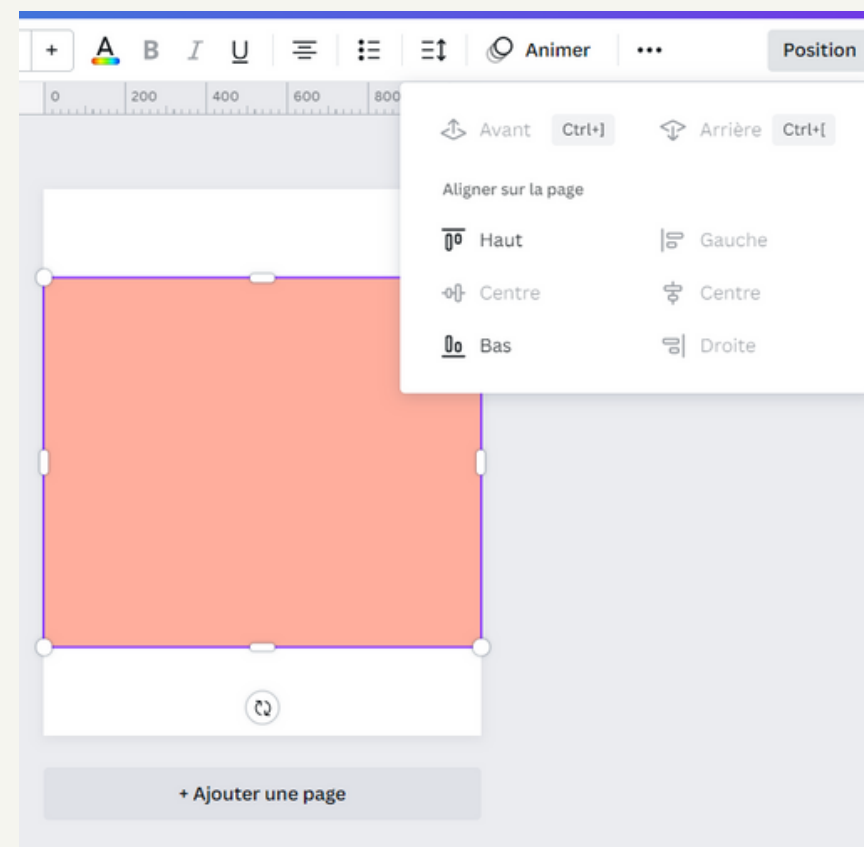 + A B I U Animer ••• Position
0 200 400 600 800
Avant Ctrl+] Arrière Ctrl+[
Aligner sur la page
Haut Gauche
Centre Centre
Bas Droite
+ Ajouter une page